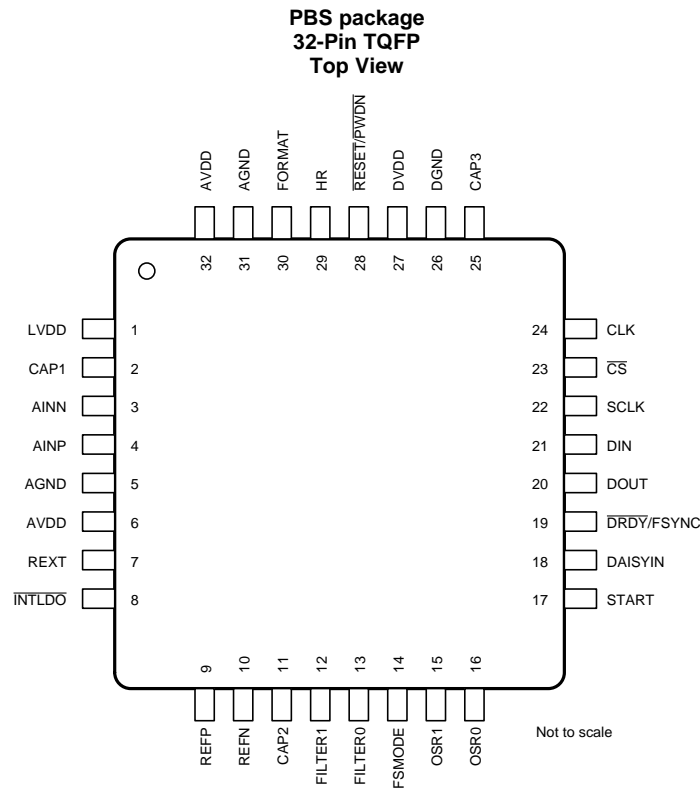 PBS package
32-Pin TQFP
Top View
AVDD
AGND
FORMAT
HR
RESET/PWDN
DVDD
DGND
CAP3
32
31
30
29
28
27
26
25
LVDD 1
CAP1 2
AINN 3
AINP 4
AGND 5
AVDD 6
REXT 7
INTLDO 8
24 CLK
23 CS
22 SCLK
21 DIN
20 DOUT
19 DRDY/FSYNC
18 DAISYIN
17 START
9
10
11
12
13
14
15
16
REFP
REFN
CAP2
FILTER1
FILTER0
FSMODE
OSR1
OSR0
Not to scale